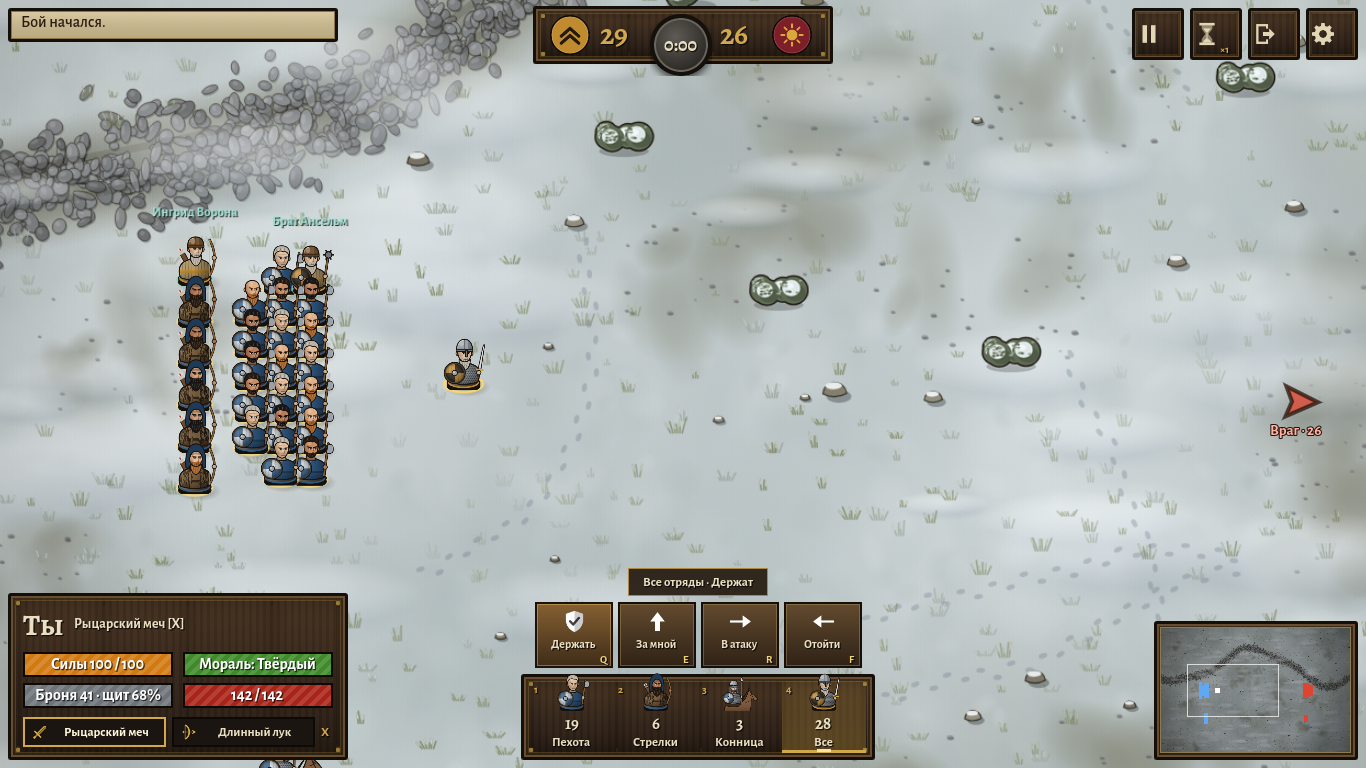 Бой начался.
29
0:00
26
×1
Ингрид Ворона
Брат Ансельм
Враг · 26
Все отряды · Держат
Держать
Q
За мной
E
В атаку
R
Отойти
F
Ты
Рыцарский меч [X]
Силы 100 / 100
Мораль: Твёрдый
Броня 41 · щит 68%
142 / 142
Рыцарский меч
Длинный лук
X
1
19
Пехота
2
6
Стрелки
3
3
Конница
4
28
Все